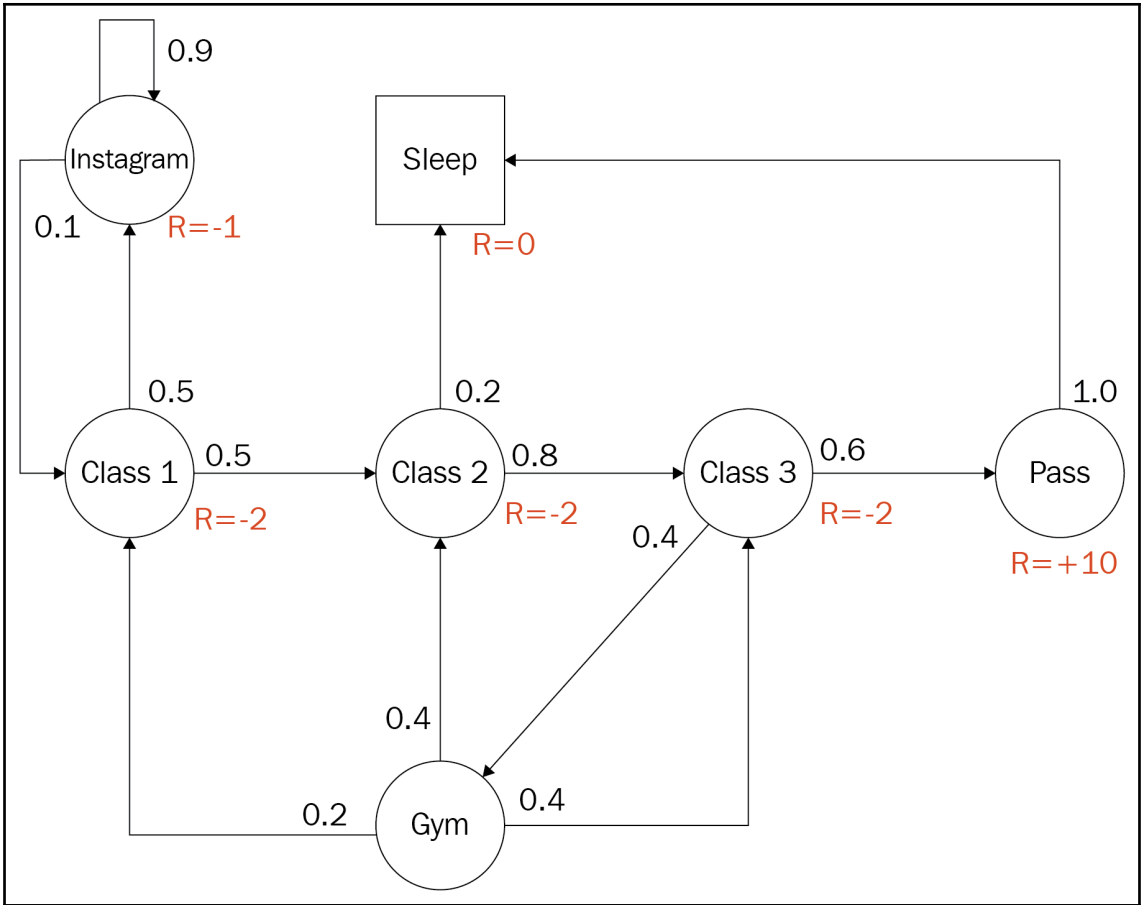 0.9
Instagram
Sleep
0.1
R=-1
R=0
0.5
0.2
1.0
Class 1
0.5
Class 2
0.8
Class 3
0.6
Pass
R=-2
R=-2
R=-2
0.4
R=+10
0.4
0.2
Gym
0.4